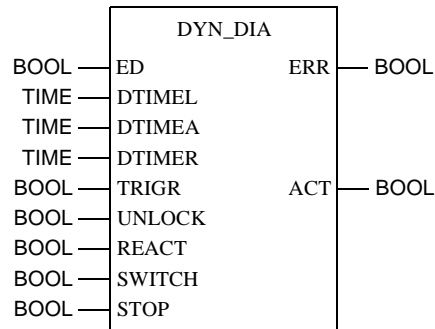 DYN_DIA
BOOL ED ERR BOOL
TIME DTIMEL
TIME DTIMEA
TIME DTIMER
BOOL TRIGR ACT BOOL
BOOL UNLOCK
BOOL REACT
BOOL SWITCH
BOOL STOP